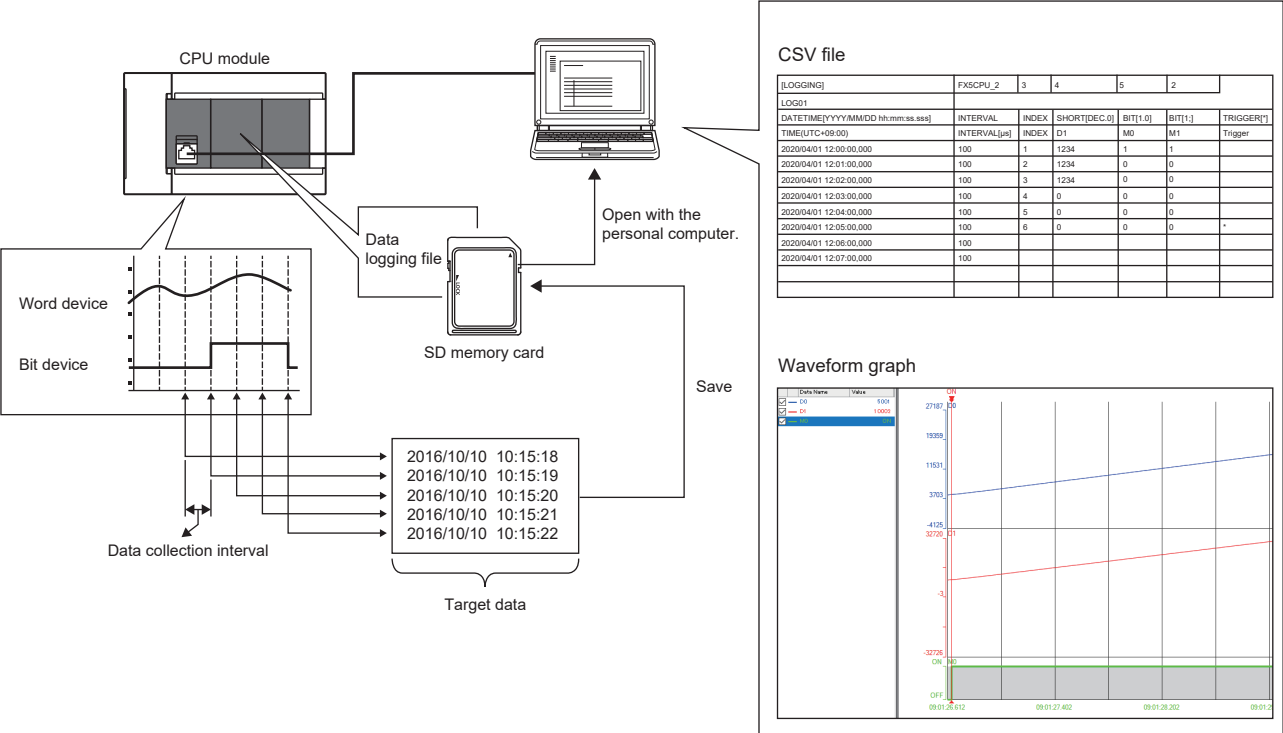 CPU module
Word device
Bit device
Data collection interval
Data
logging file
LOCK
SD memory card
Open with the
personal computer.
Save
2016/10/10 10:15:18
2016/10/10 10:15:19
2016/10/10 10:15:20
2016/10/10 10:15:21
2016/10/10 10:15:22
Target data
CSV file
[LOGGING] FX5CPU_2 3 4 5 2
LOG01
DATETIME[YYYY/MM/DD hh:mm:ss.sss] INTERVAL INDEX SHORT[DEC.0] BIT[1.0] BIT[1;] TRIGGER[*]
TIME(UTC+09:00) INTERVAL[μs] INDEX D1 M0 M1 Trigger
2020/04/01 12:00:00,000 100 1 1234 1 1
2020/04/01 12:01:00,000 100 2 1234 0 0
2020/04/01 12:02:00,000 100 3 1234 0 0
2020/04/01 12:03:00,000 100 4 0 0 0
2020/04/01 12:04:00,000 100 5 0 0 0
2020/04/01 12:05:00,000 100 6 0 0 0 *
2020/04/01 12:06:00,000 100
2020/04/01 12:07:00,000 100
Waveform graph
Data Name Value
D0 5001
D1 10003
M0 ON
ON
27187 D0
19359
11531
3703
-4125
32720 D1
-3
-32726
ON M0
OFF
09:01:26.612 09:01:27.402 09:01:28.202 09:01:2